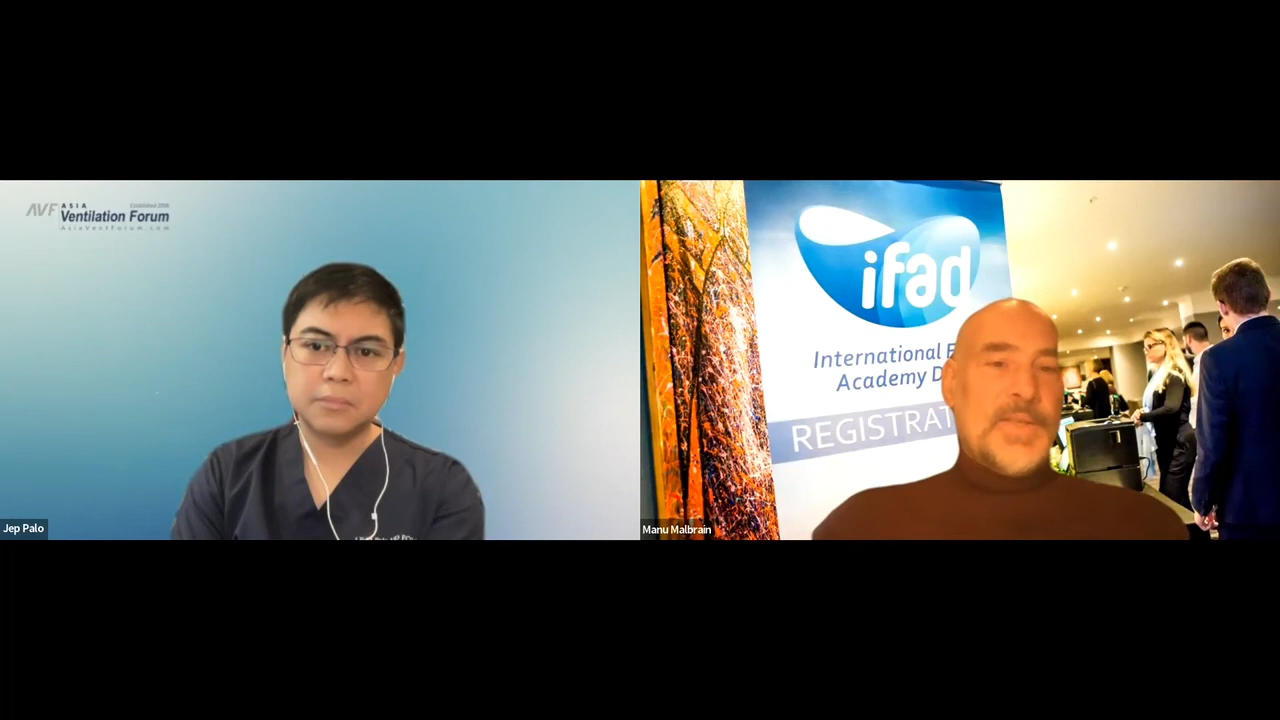 AVF
ASIA
Established 2006
Ventilation Forum
AsiaVentForum.com
Jep Palo
ifad
International
Academy D
REGISTRAT
Manu Malbrain